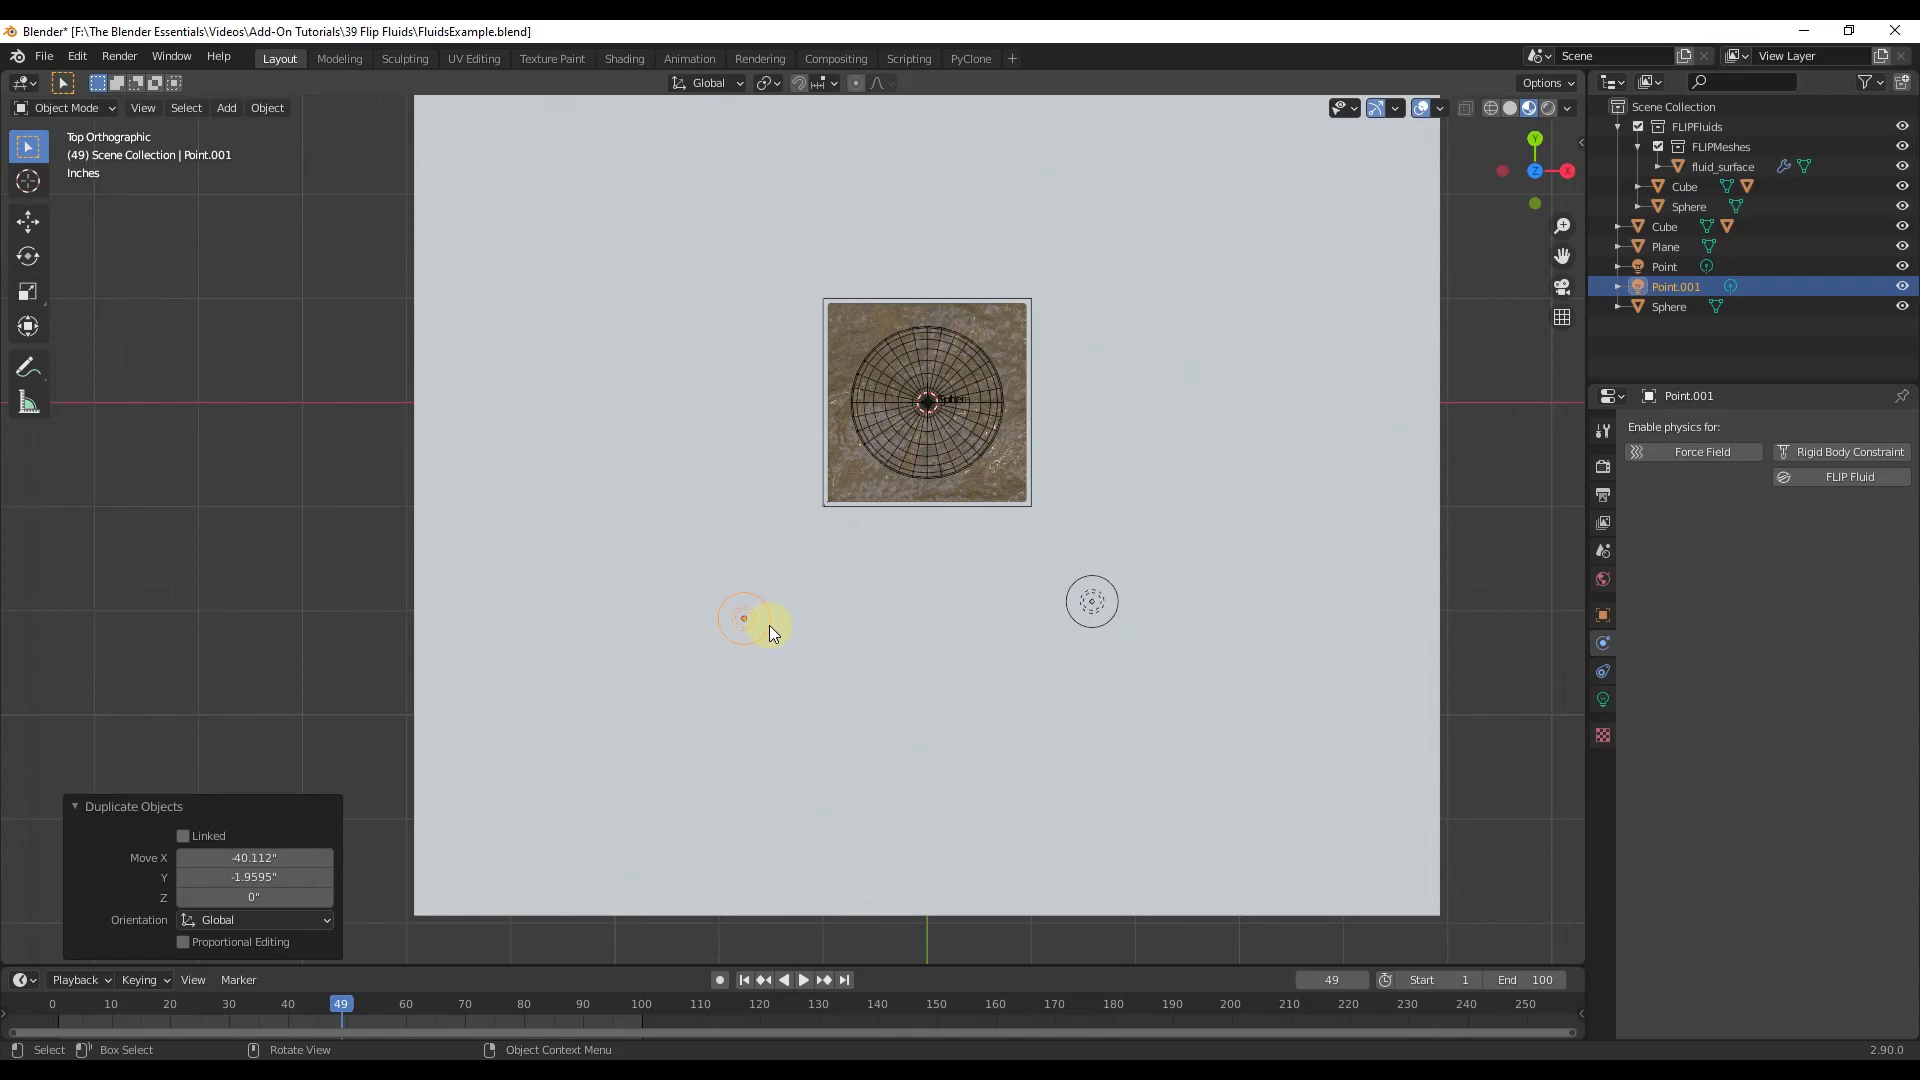 Blender* [F:\The Blender Essentials\Videos\Add-On Tutorials\39 Flip Fluids\FluidsExample.blend]
File Edit Render Window Help Layout Modeling Sculpting UV Editing Texture Paint Shading Animation Rendering Compositing Scripting PyClone + Scene View Layer
Global Options
Object Mode View Select Add Object
Top Orthographic
(49) Scene Collection | Point.001
Inches
Y
Z X
Scene Collection
FLIPFluids
FLIPMeshes
fluid_surface
Cube
Sphere
Cube
Plane
Point
Point.001
Sphere
Point.001
Enable physics for:
Force Field Rigid Body Constraint
FLIP Fluid
Duplicate Objects
Linked
Move X -40.112"
Y -1.9595"
Z 0"
Orientation Global
Proportional Editing
Playback Keying View Marker 49 Start 1 End 100
0 10 20 30 40 49 60 70 80 90 100 110 120 130 140 150 160 170 180 190 200 210 220 230 240 250
Select Box Select Rotate View Object Context Menu 2.90.0